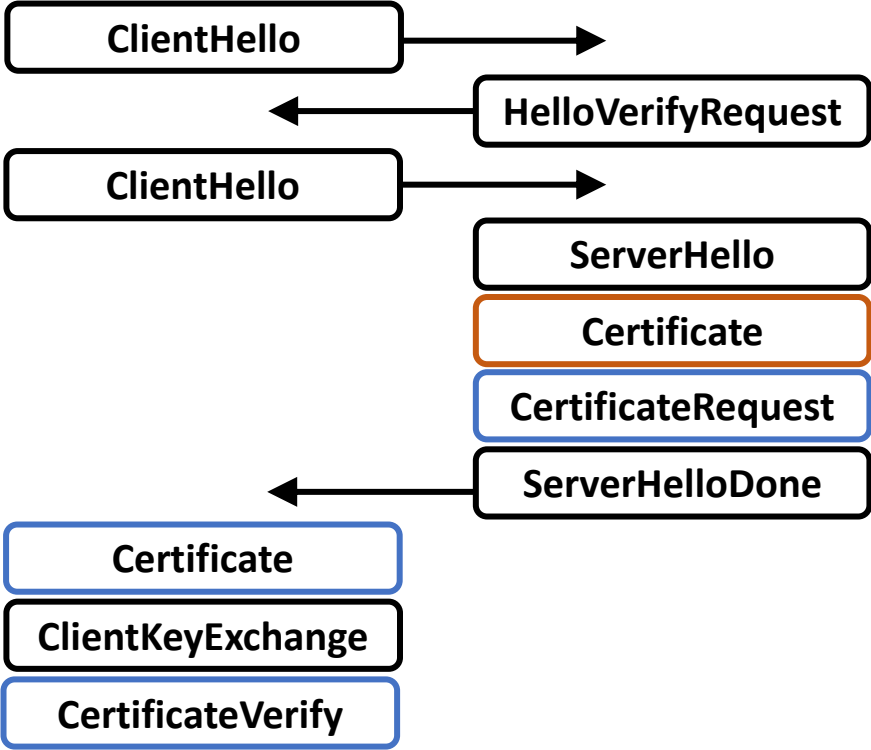 ClientHello
HelloVerifyRequest
ClientHello
ServerHello
Certificate
CertificateRequest
ServerHelloDone
Certificate
ClientKeyExchange
CertificateVerify